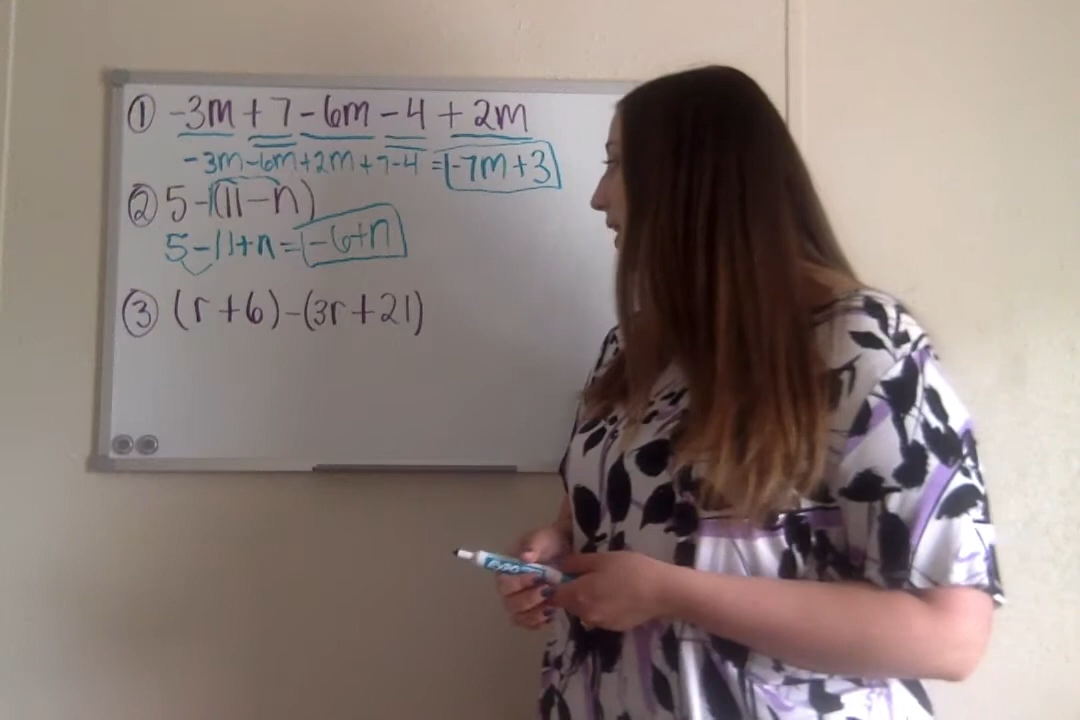 ① -3m + 7 - 6m - 4 + 2m
-3m-6m+2m+7-4 = -7m+3
② 5-1(11-n)
5-11+n = -6+n
③ (r+6)-(3r+21)
EXPO